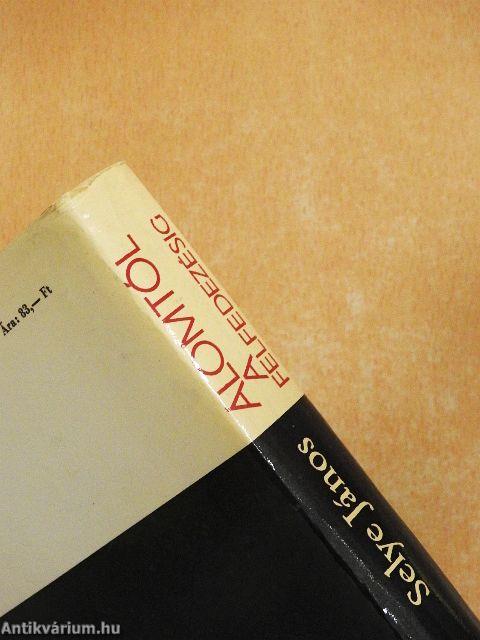 Selye János
ÁLOMTÓL
A
FELFEDEZÉSIG
Ára: 83,— Ft
Antikvárium.hu